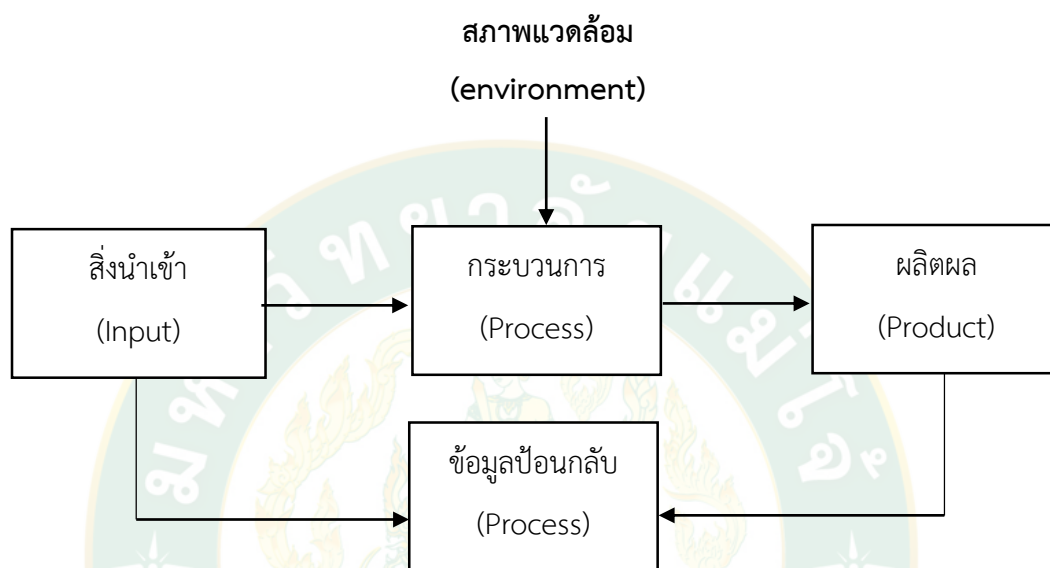 สภาพแวดล้อม
(environment)
สิ่งนำเข้า
(Input)
กระบวนการ
(Process)
ผลิตผล
(Product)
ข้อมูลป้อนกลับ
(Process)